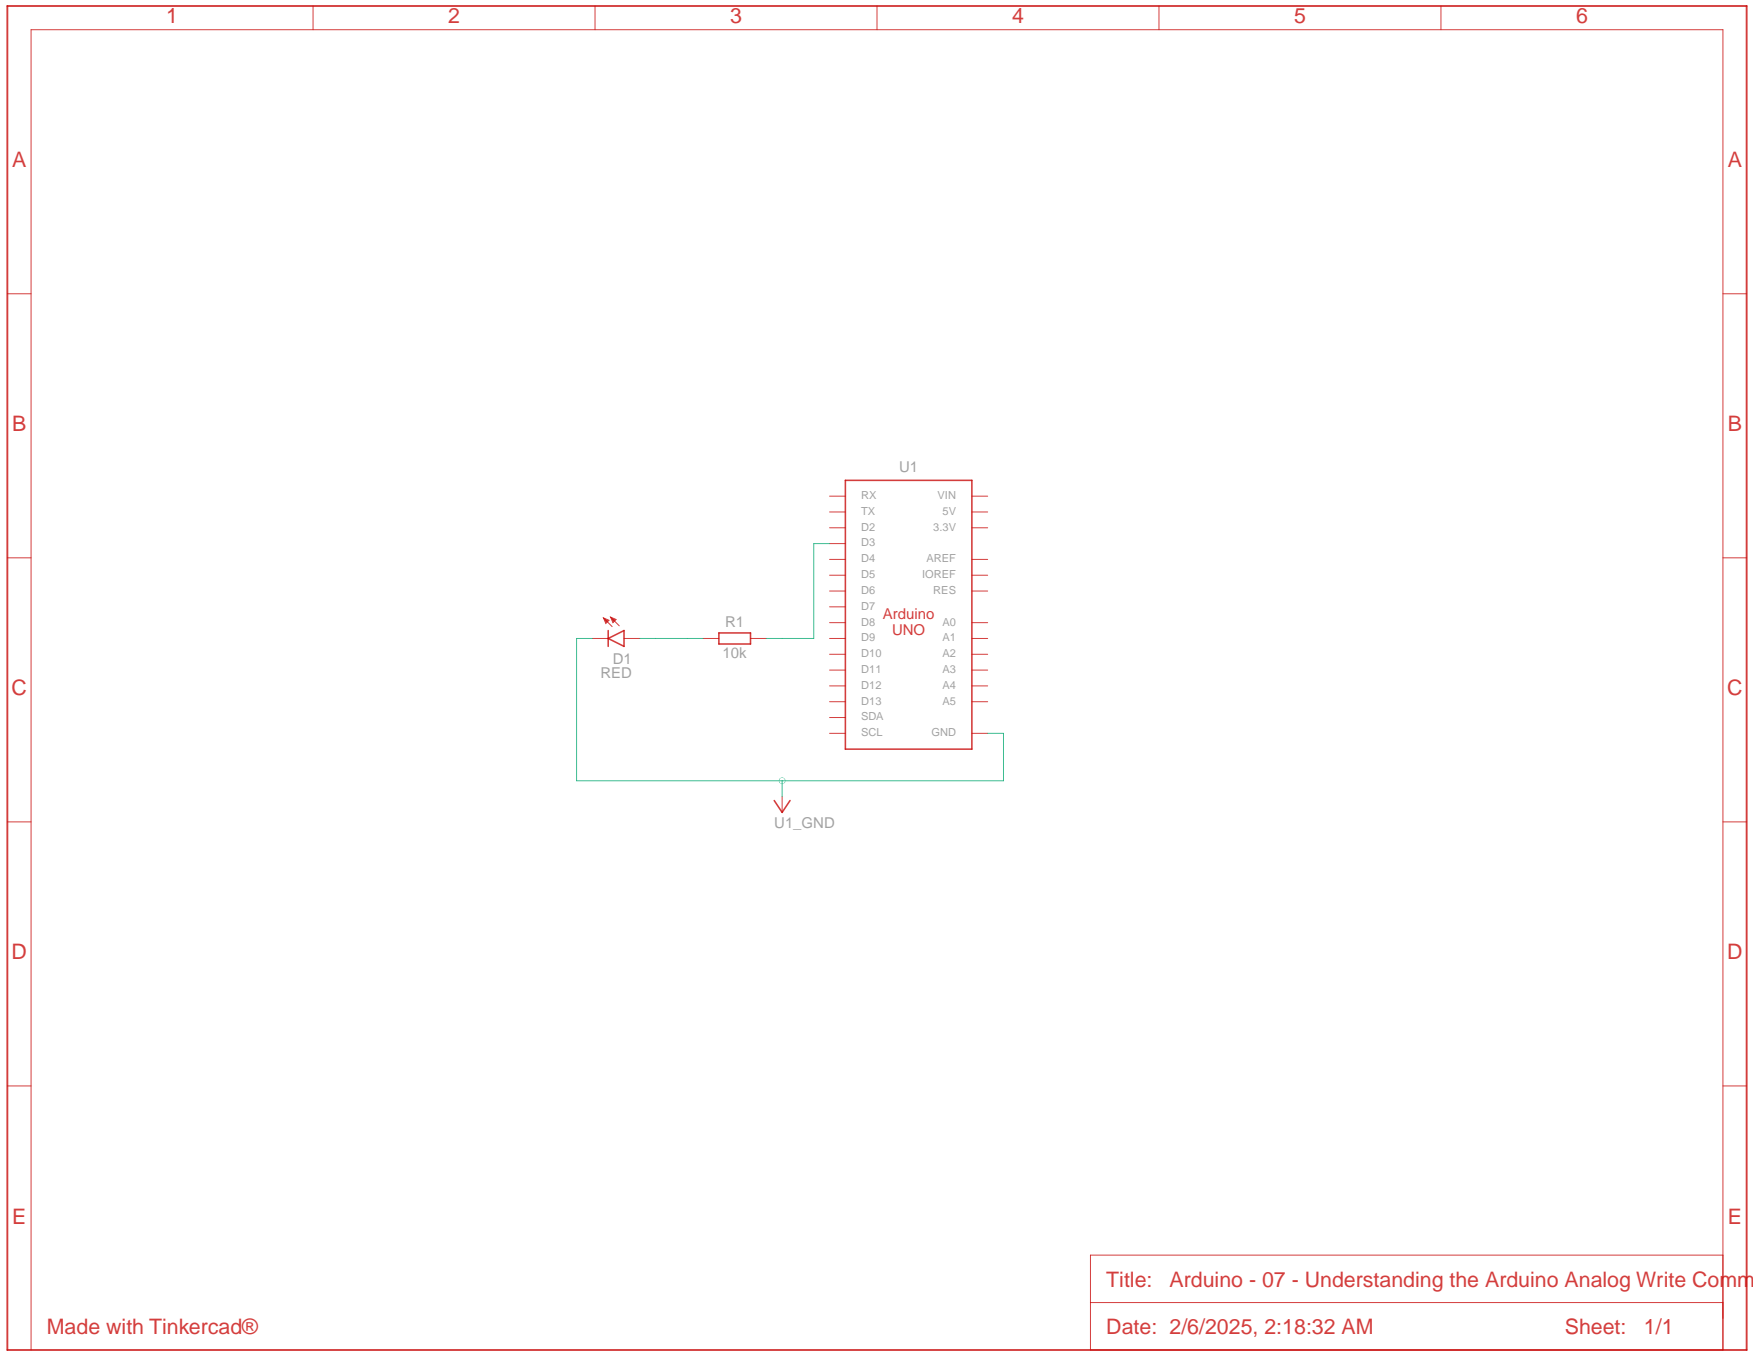 1 2 3 4 5 6
A A
B B
U1
RX VIN
TX 5V
D2 3.3V
D3
D4 AREF
D5 IOREF
D6 RES
D7
Arduino
UNO
D8 A0
D9 A1
D10 A2
D11 A3
D12 A4
D13 A5
SDA
SCL GND
R1
10k
D1
RED
C C
U1_GND
D D
E E
Title: Arduino - 07 - Understanding the Arduino Analog Write Comm
Made with Tinkercad®
Date: 2/6/2025, 2:18:32 AM Sheet: 1/1